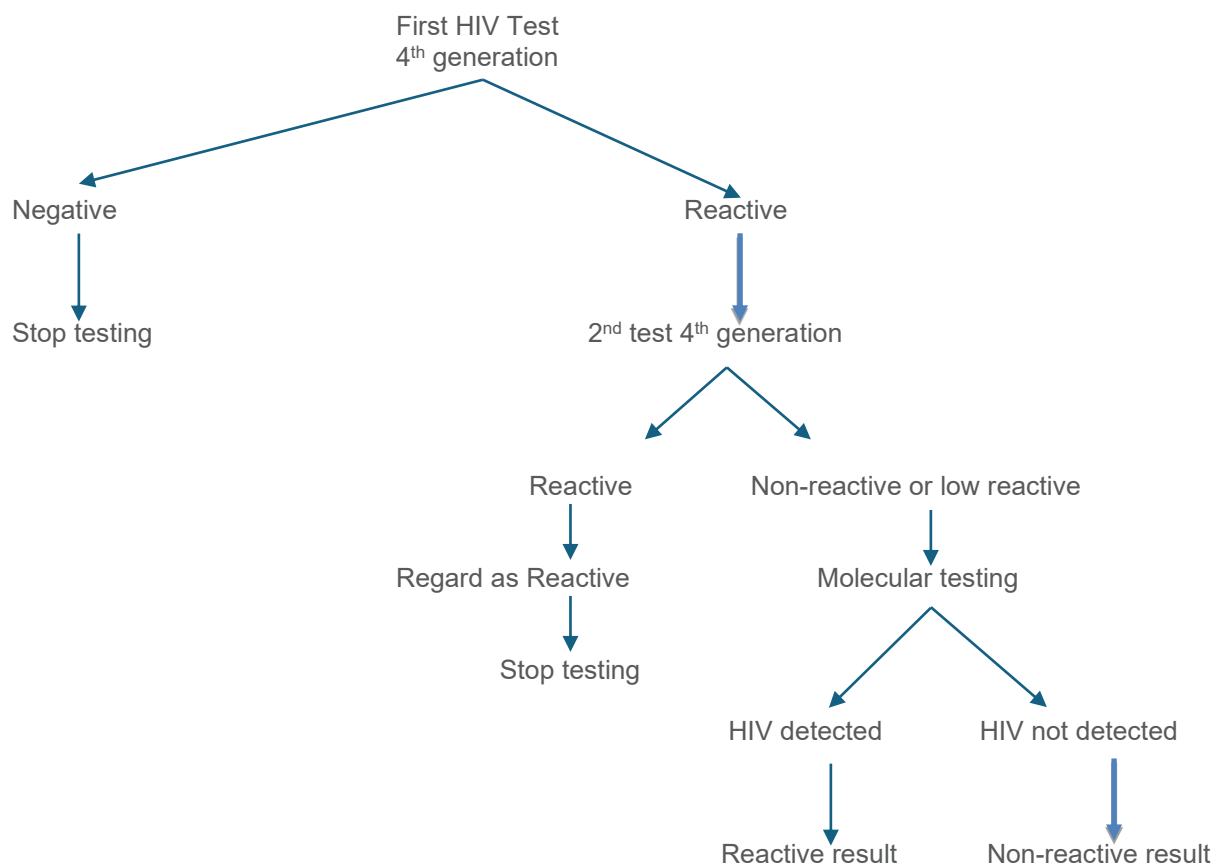 First HIV Test
4th generation
Negative
Reactive
Stop testing
2nd test 4th generation
Reactive
Non-reactive or low reactive
Regard as Reactive
Molecular testing
Stop testing
HIV detected
HIV not detected
Reactive result
Non-reactive result